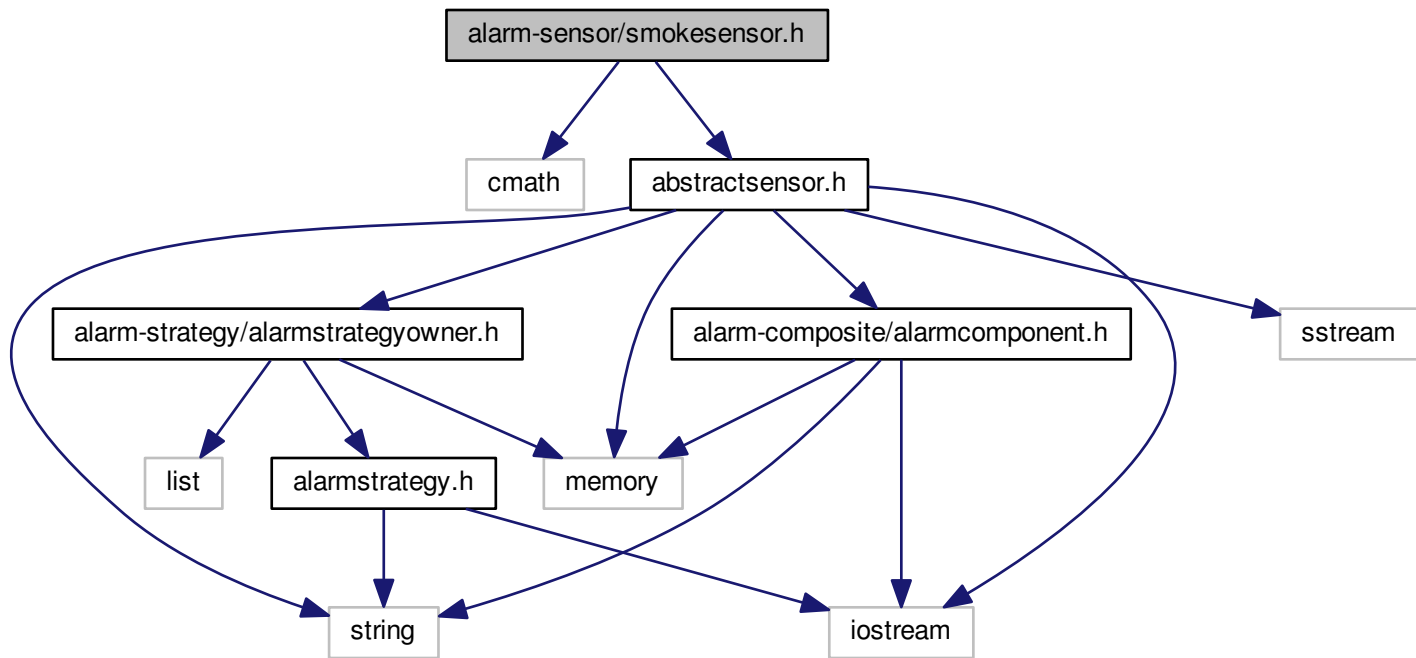 alarm-sensor/smokesensor.h
cmath
abstractsensor.h
alarm-strategy/alarmstrategyowner.h
alarm-composite/alarmcomponent.h
sstream
list
alarmstrategy.h
memory
string
iostream